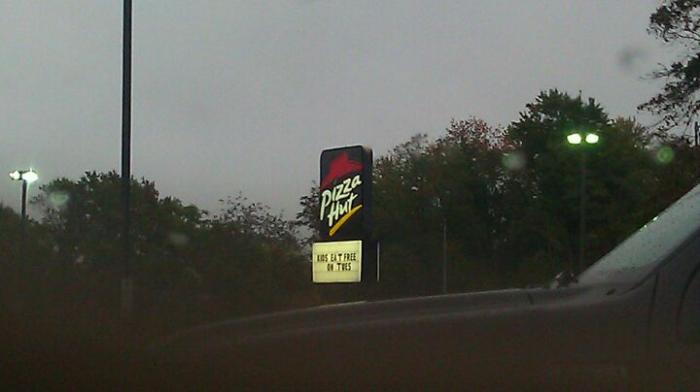 Pizza
Hut
KIDS EAT FREE
ON TUES